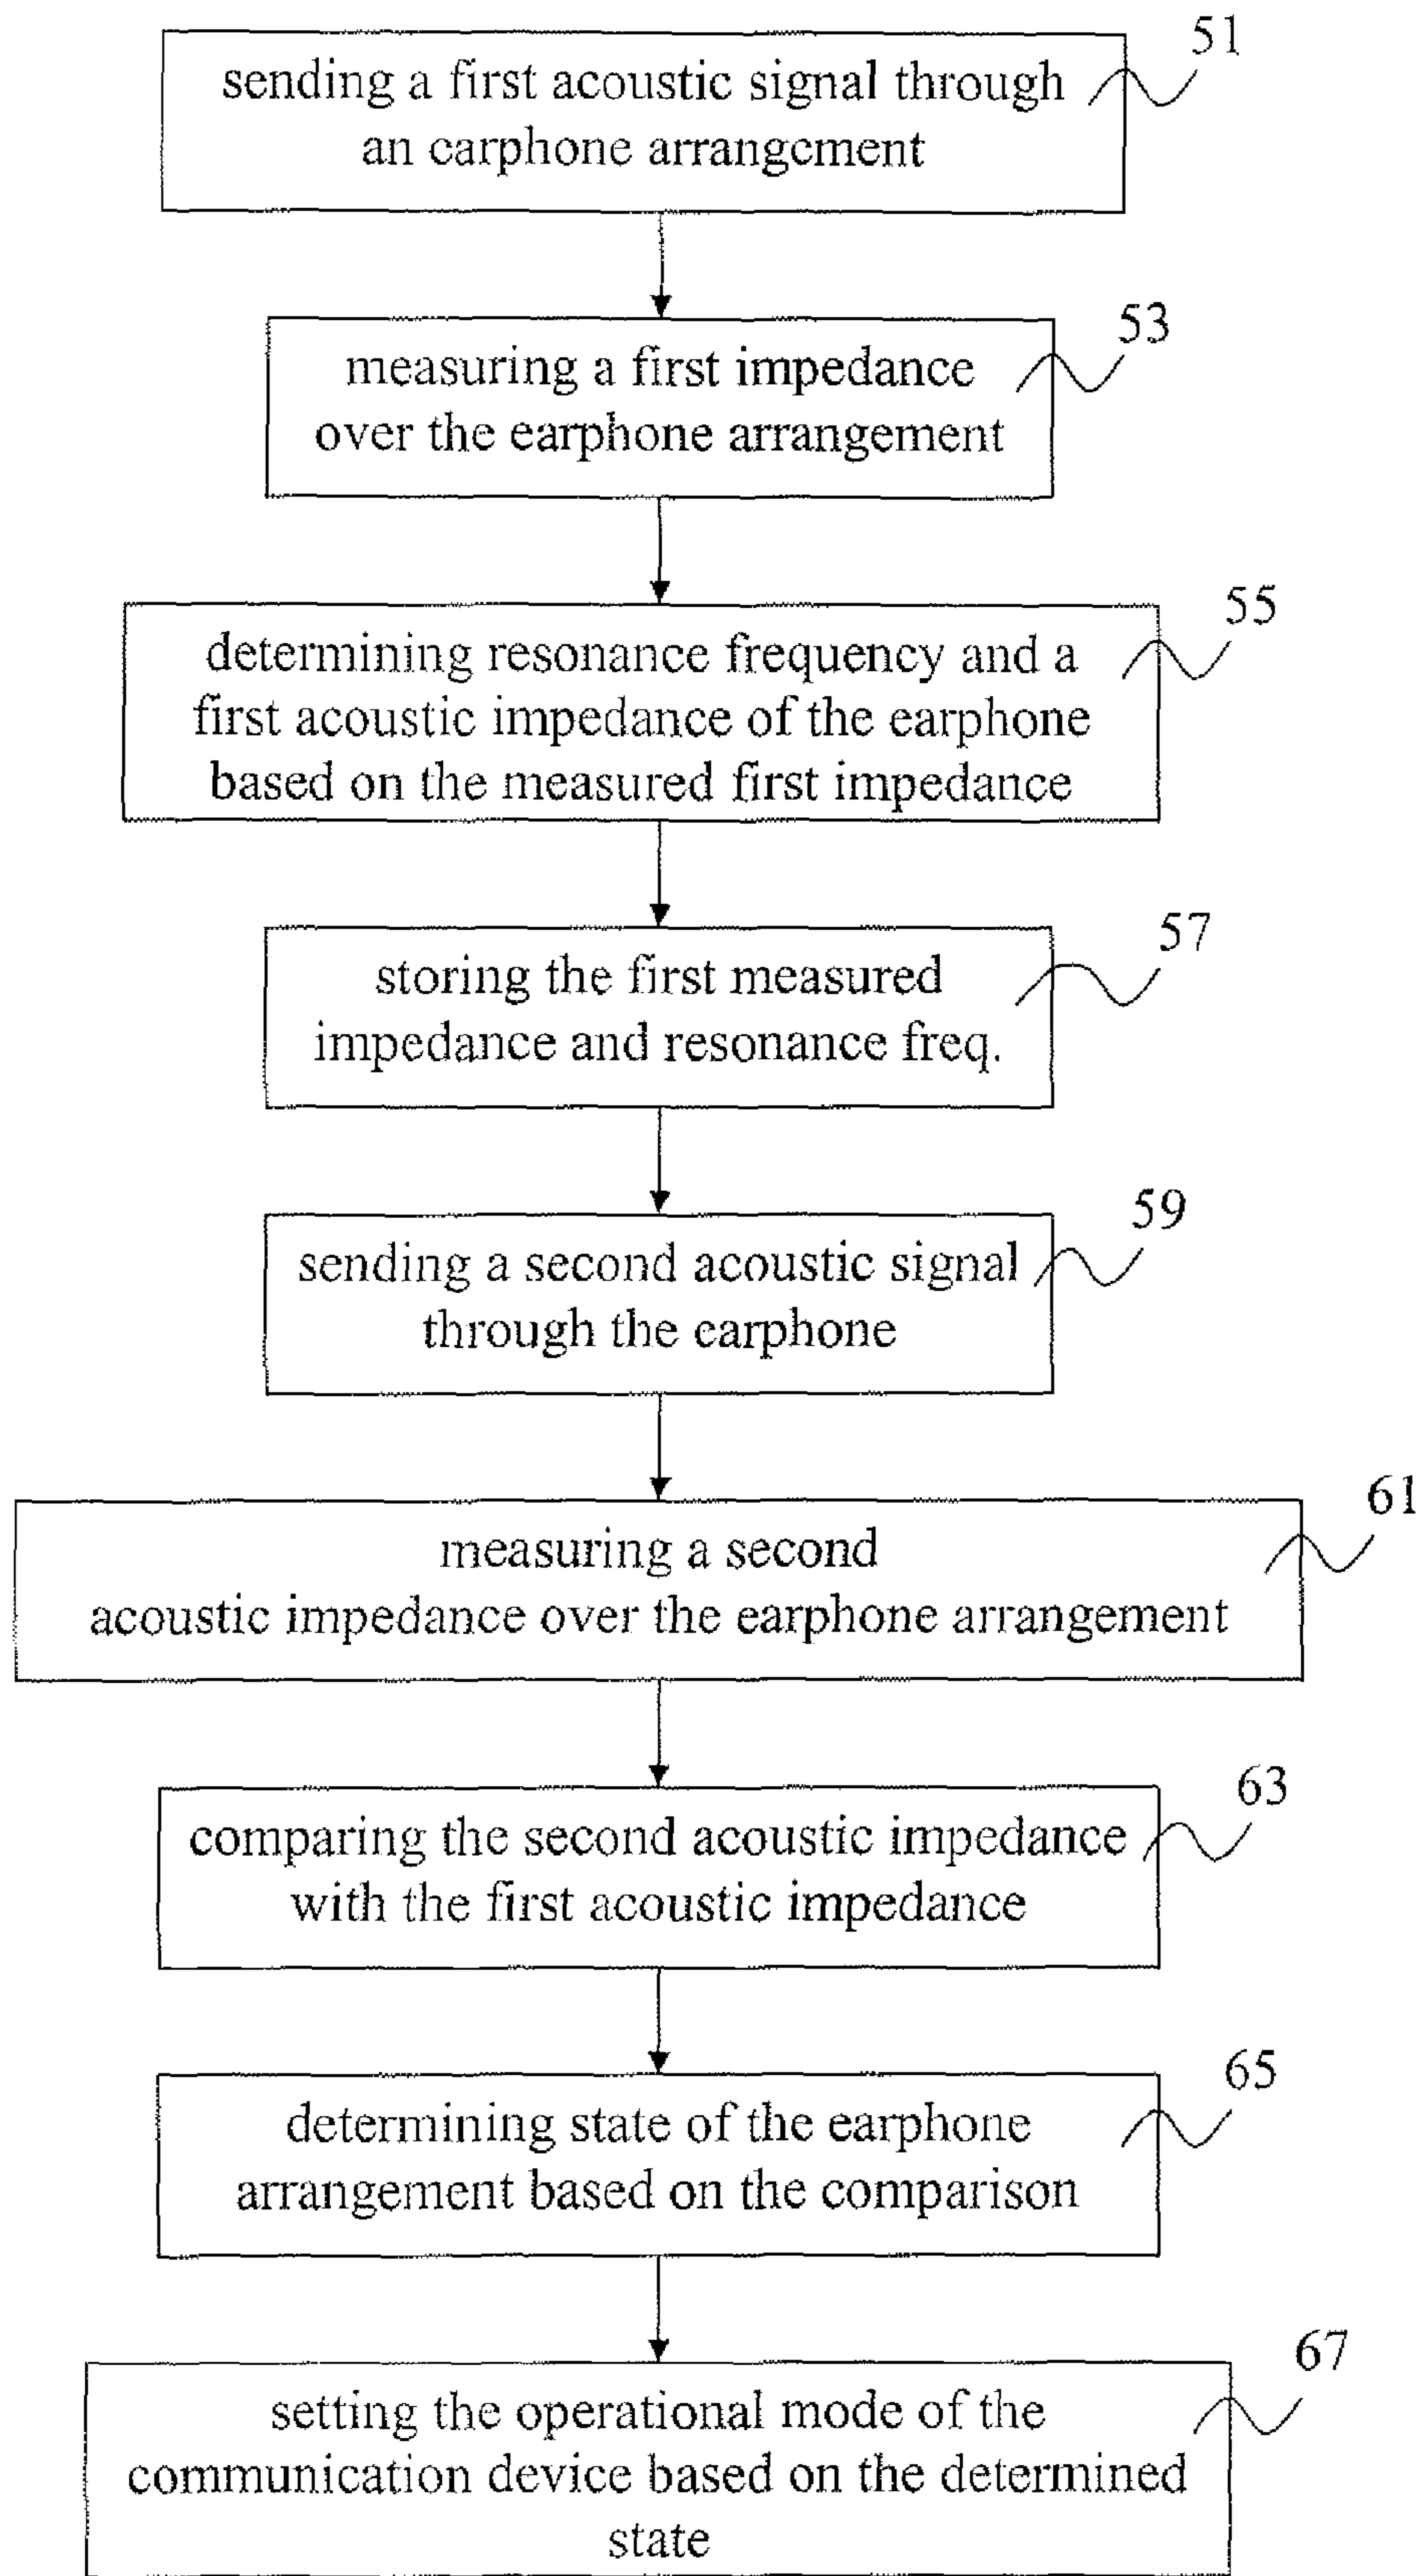 51
sending a first acoustic signal through
an earphone arrangement
53
measuring a first impedance
over the earphone arrangement
55
determining resonance frequency and a
first acoustic impedance of the earphone
based on the measured first impedance
57
storing the first measured
impedance and resonance freq.
59
sending a second acoustic signal
through the earphone
61
measuring a second
acoustic impedance over the earphone arrangement
63
comparing the second acoustic impedance
with the first acoustic impedance
65
determining state of the earphone
arrangement based on the comparison
67
setting the operational mode of the
communication device based on the determined
state